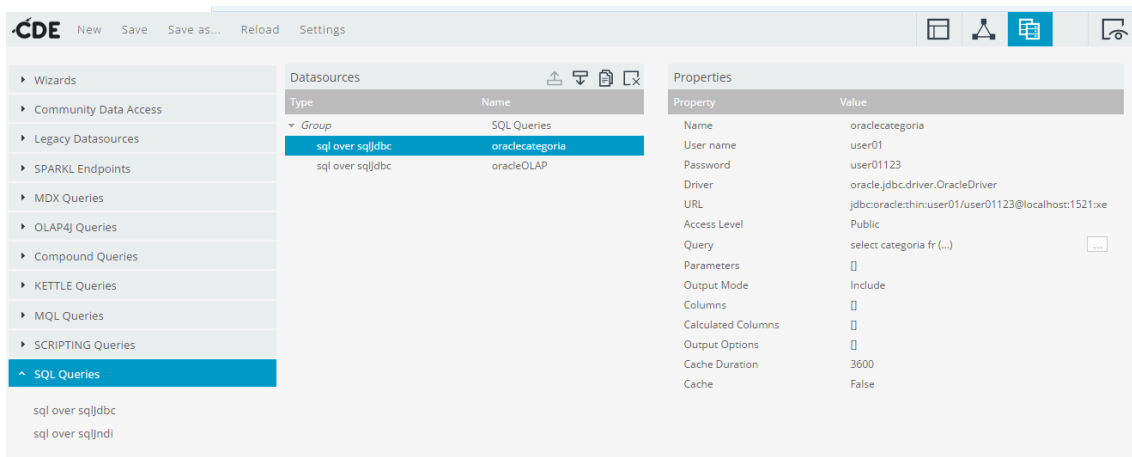 CDE New Save Save as... Reload Settings
Wizards
Community Data Access
Legacy Datasources
SPARKL Endpoints
MDX Queries
OLAP4J Queries
Compound Queries
KETTLE Queries
MQL Queries
SCRIPTING Queries
SQL Queries
sql over sqlJdbc
sql over sqlJndi
Datasources
Type Name
Group SQL Queries
sql over sqlJdbc oraclecategoria
sql over sqlJdbc oracleOLAP
Properties
Property Value
Name oraclecategoria
User name user01
Password user01123
Driver oracle.jdbc.driver.OracleDriver
URL jdbc:oracle:thin:user01/user01123@localhost:1521:xe
Access Level Public
Query select categoria fr (...) ...
Parameters []
Output Mode Include
Columns []
Calculated Columns []
Output Options []
Cache Duration 3600
Cache False